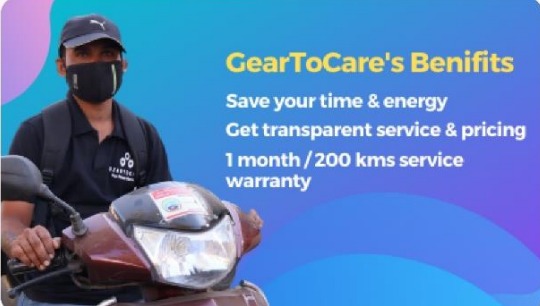 GearToCare's Benifits
Save your time & energy
Get transparent service & pricing
1 month / 200 kms service
warranty